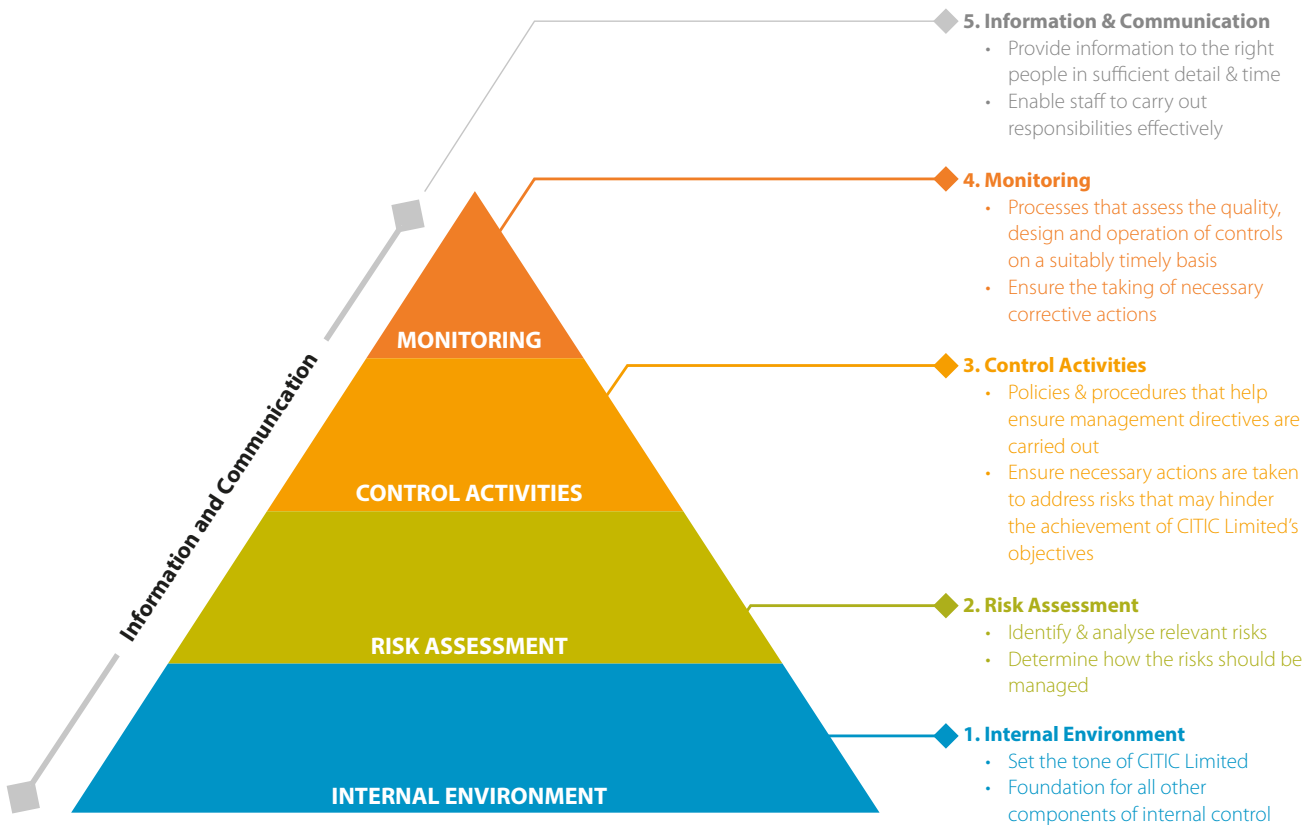 5. Information & Communication
• Provide information to the right
people in sufficient detail & time
• Enable staff to carry out
responsibilities effectively
4. Monitoring
• Processes that assess the quality,
design and operation of controls
on a suitably timely basis
• Ensure the taking of necessary
corrective actions
3. Control Activities
• Policies & procedures that help
ensure management directives are
carried out
• Ensure necessary actions are taken
to address risks that may hinder
the achievement of CITIC Limited's
objectives
2. Risk Assessment
• Identify & analyse relevant risks
• Determine how the risks should be
managed
1. Internal Environment
• Set the tone of CITIC Limited
• Foundation for all other
components of internal control
Information and Communication
MONITORING
CONTROL ACTIVITIES
RISK ASSESSMENT
INTERNAL ENVIRONMENT